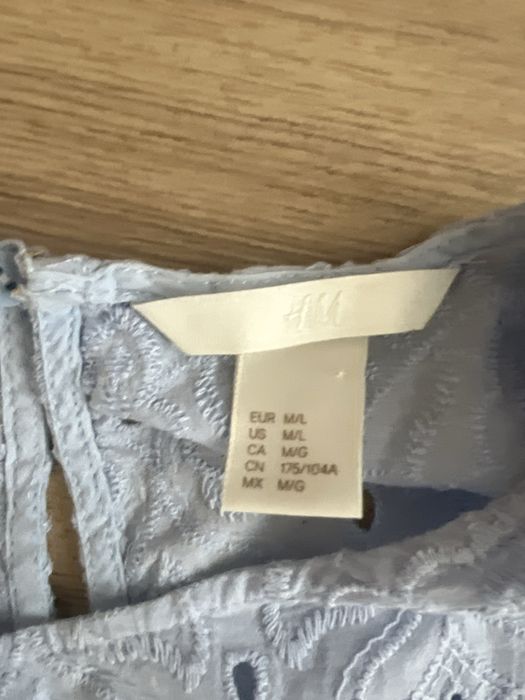 H&M
EUR M/L
US M/L
CA M/G
CN 175/104A
MX M/G